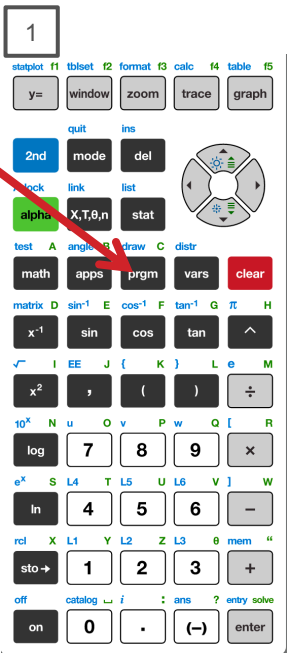 1
statplot f1 tblset f2 format f3 calc f4 table f5
y= window zoom trace graph
quit ins
2nd mode del
A-lock link list
alpha X,T,θ,n stat
test A angle B draw C distr
math apps prgm vars clear
matrix D sin⁻¹ E cos⁻¹ F tan⁻¹ G π H
x⁻¹ sin cos tan ^
√ I EE J { K } L e M
x² , ( ) ÷
10ˣ N u O v P w Q [ R
log 7 8 9 ×
eˣ S L4 T L5 U L6 V ] W
ln 4 5 6 −
rcl X L1 Y L2 Z L3 θ mem “
sto→ 1 2 3 +
off catalog ⎵ i : ans ? entry solve
on 0 . (–) enter